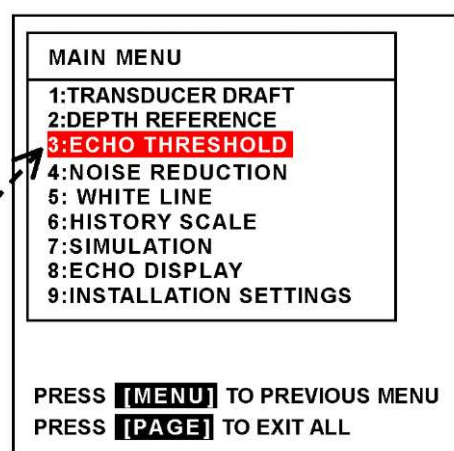 MAIN MENU
1:TRANSDUCER DRAFT
2:DEPTH REFERENCE
3:ECHO THRESHOLD
4:NOISE REDUCTION
5: WHITE LINE
6:HISTORY SCALE
7:SIMULATION
8:ECHO DISPLAY
9:INSTALLATION SETTINGS
PRESS [MENU] TO PREVIOUS MENU
PRESS [PAGE] TO EXIT ALL